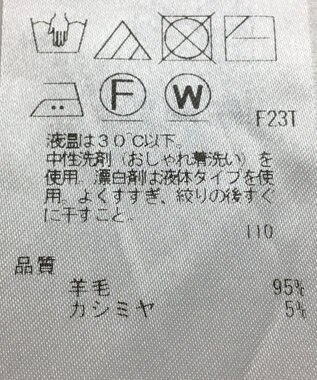 F W
F23T
液温は30℃以下。
中性洗剤（おしゃれ着洗い）を
使用。漂白剤は液体タイプを使
用。よくすすぎ、絞りの後すぐ
に干すこと。
110
品質
羊毛 95%
カシミヤ 5%